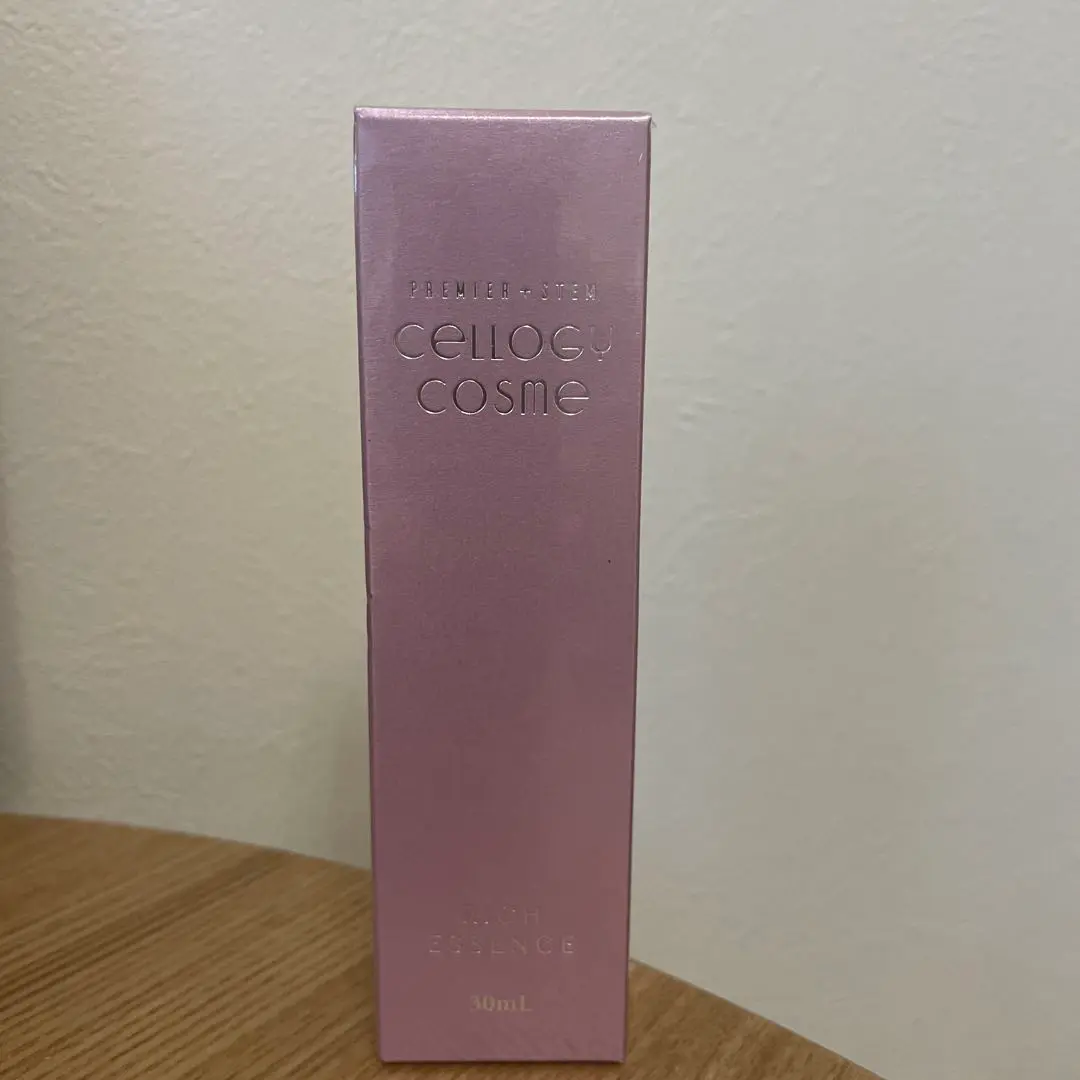 PREMIER + STEM
CELLOGY
COSME
RICH
ESSENCE
30mL